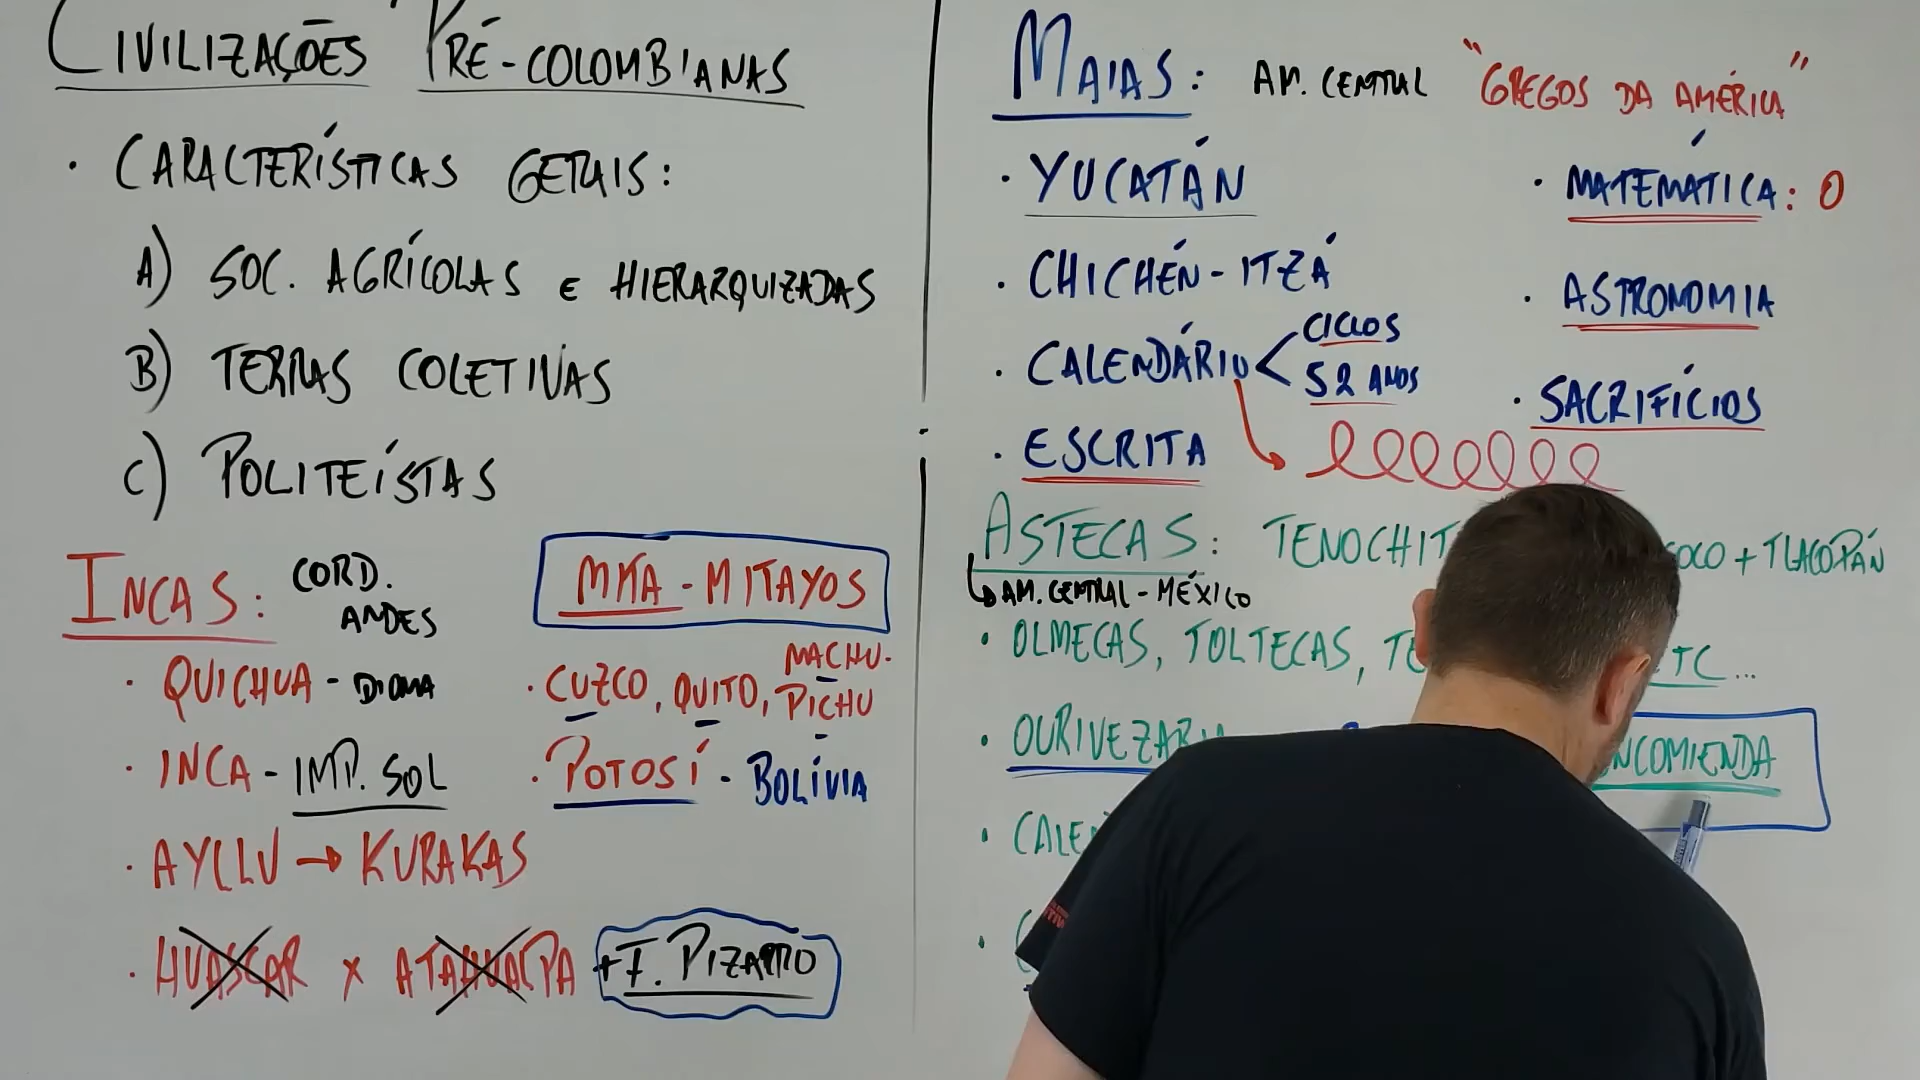 CIVILIZAÇÕES PRÉ-COLOMBIANAS
• CARACTERÍSTICAS GERAIS:
A) SOC. AGRÍCOLAS E HIERARQUIZADAS
B) TERRAS COLETIVAS
C) POLITEÍSTAS
INCAS: CORD. ANDES
MITA - MITAYOS
• QUICHUA - IDIOMA
• CUZCO, QUITO, MACHU-PICHU
• INCA - IMP. SOL
• POTOSÍ - BOLÍVIA
• AYLLU → KURAKAS
• HUASCAR X ATAHUALPA + F. PIZARRO
MAIAS: AM. CENTRAL "GREGOS DA AMÉRICA"
• YUCATÁN
• MATEMÁTICA: 0
• CHICHÉN-ITZÁ
• ASTRONOMIA
• CALENDÁRIO < CICLOS
52 ANOS
• SACRIFÍCIOS
• ESCRITA
ASTECAS: TENOCHIT OCO + TLACOPÁN
AM. CENTRAL - MÉXICO
• OLMECAS, TOLTECAS, ETC...
• OURIVEZARIA
NCOMIENDA
• CALEN